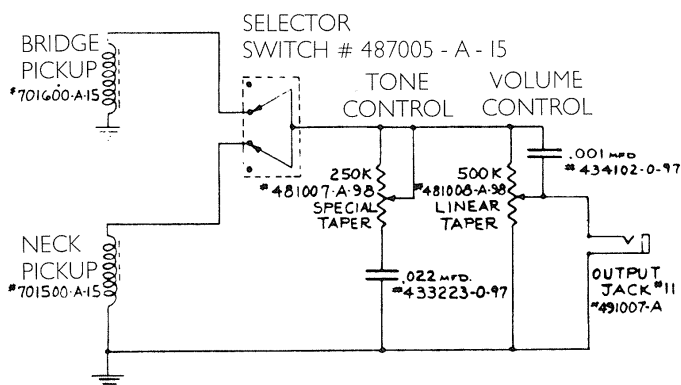 SELECTOR
SWITCH # 487005 - A - 15
BRIDGE
PICKUP
#701600-A-15
TONE
CONTROL
VOLUME
CONTROL
.001 MFD
#434102-0-97
250K
#481007-A-98
SPECIAL
TAPER
500K
#481008-A-98
LINEAR
TAPER
NECK
PICKUP
#701500-A-15
.022 MFD.
#433223-0-97
OUTPUT
JACK #11
#491007-A